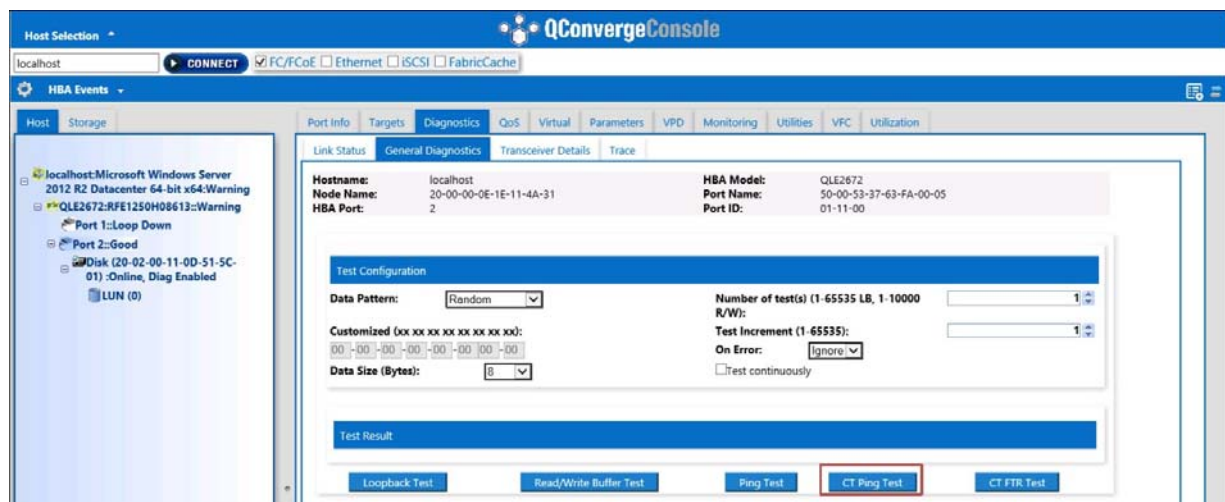 Host Selection
QConvergeConsole
localhost
CONNECT
FC/FCoE Ethernet iSCSI FabricCache
HBA Events
Host Storage
localhost:Microsoft Windows Server
2012 R2 Datacenter 64-bit x64:Warning
QLE2672:RFE1250H08613::Warning
Port 1::Loop Down
Port 2::Good
Disk (20-02-00-11-0D-51-5C-
01) :Online, Diag Enabled
LUN (0)
Port Info Targets Diagnostics QoS Virtual Parameters VPD Monitoring Utilities VFC Utilization
Link Status General Diagnostics Transceiver Details Trace
Hostname: localhost HBA Model: QLE2672
Node Name: 20-00-00-0E-1E-11-4A-31 Port Name: 50-00-53-37-63-FA-00-05
HBA Port: 2 Port ID: 01-11-00
Test Configuration
Data Pattern: Random Number of test(s) (1-65535 LB, 1-10000
R/W): 1
Customized (xx xx xx xx xx xx xx xx): Test Increment (1-65535): 1
00 -00 -00 -00 -00 -00 00 -00 On Error: Ignore
Data Size (Bytes): 8 Test continuously
Test Result
Loopback Test Read/Write Buffer Test Ping Test CT Ping Test CT FTR Test